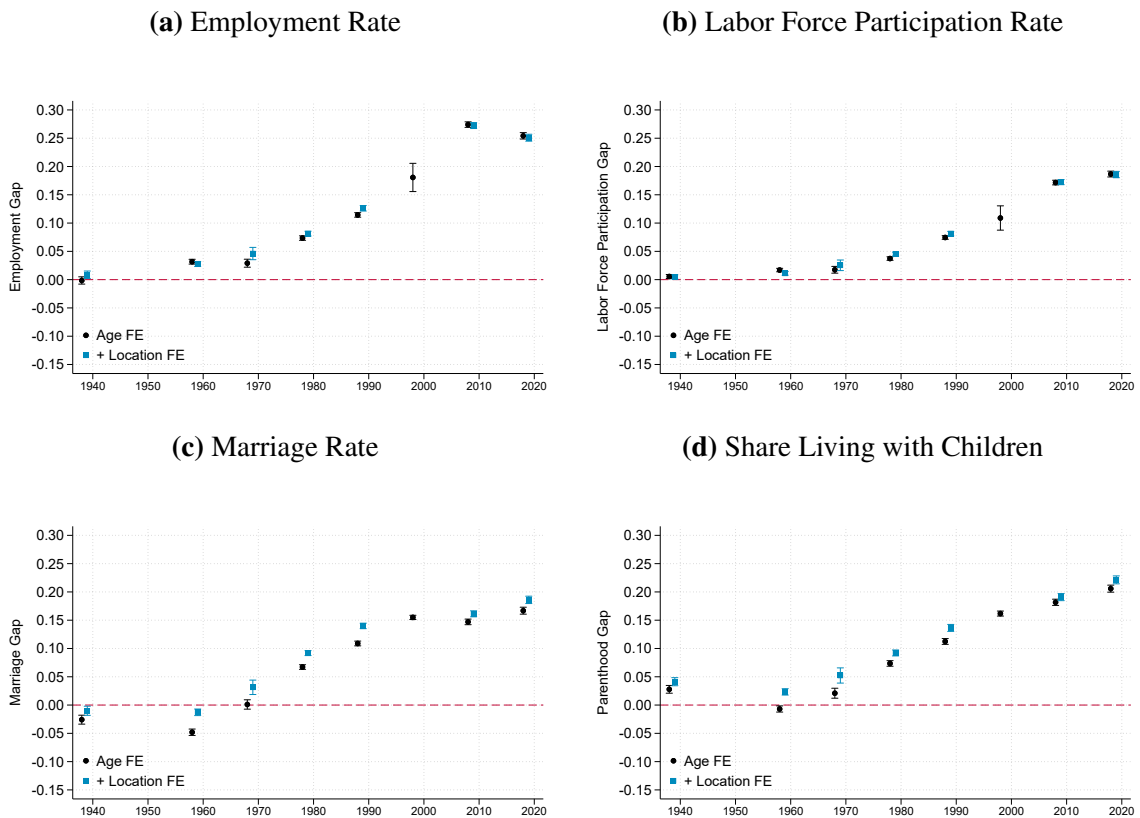 (a) Employment Rate
(b) Labor Force Participation Rate
Employment Gap
0.30
0.25
0.20
0.15
0.10
0.05
0.00
-0.05
-0.10
-0.15
Age FE
+ Location FE
1940 1950 1960 1970 1980 1990 2000 2010 2020
Labor Force Participation Gap
0.30
0.25
0.20
0.15
0.10
0.05
0.00
-0.05
-0.10
-0.15
Age FE
+ Location FE
1940 1950 1960 1970 1980 1990 2000 2010 2020
(c) Marriage Rate
(d) Share Living with Children
Marriage Gap
0.30
0.25
0.20
0.15
0.10
0.05
0.00
-0.05
-0.10
-0.15
Age FE
+ Location FE
1940 1950 1960 1970 1980 1990 2000 2010 2020
Parenthood Gap
0.30
0.25
0.20
0.15
0.10
0.05
0.00
-0.05
-0.10
-0.15
Age FE
+ Location FE
1940 1950 1960 1970 1980 1990 2000 2010 2020